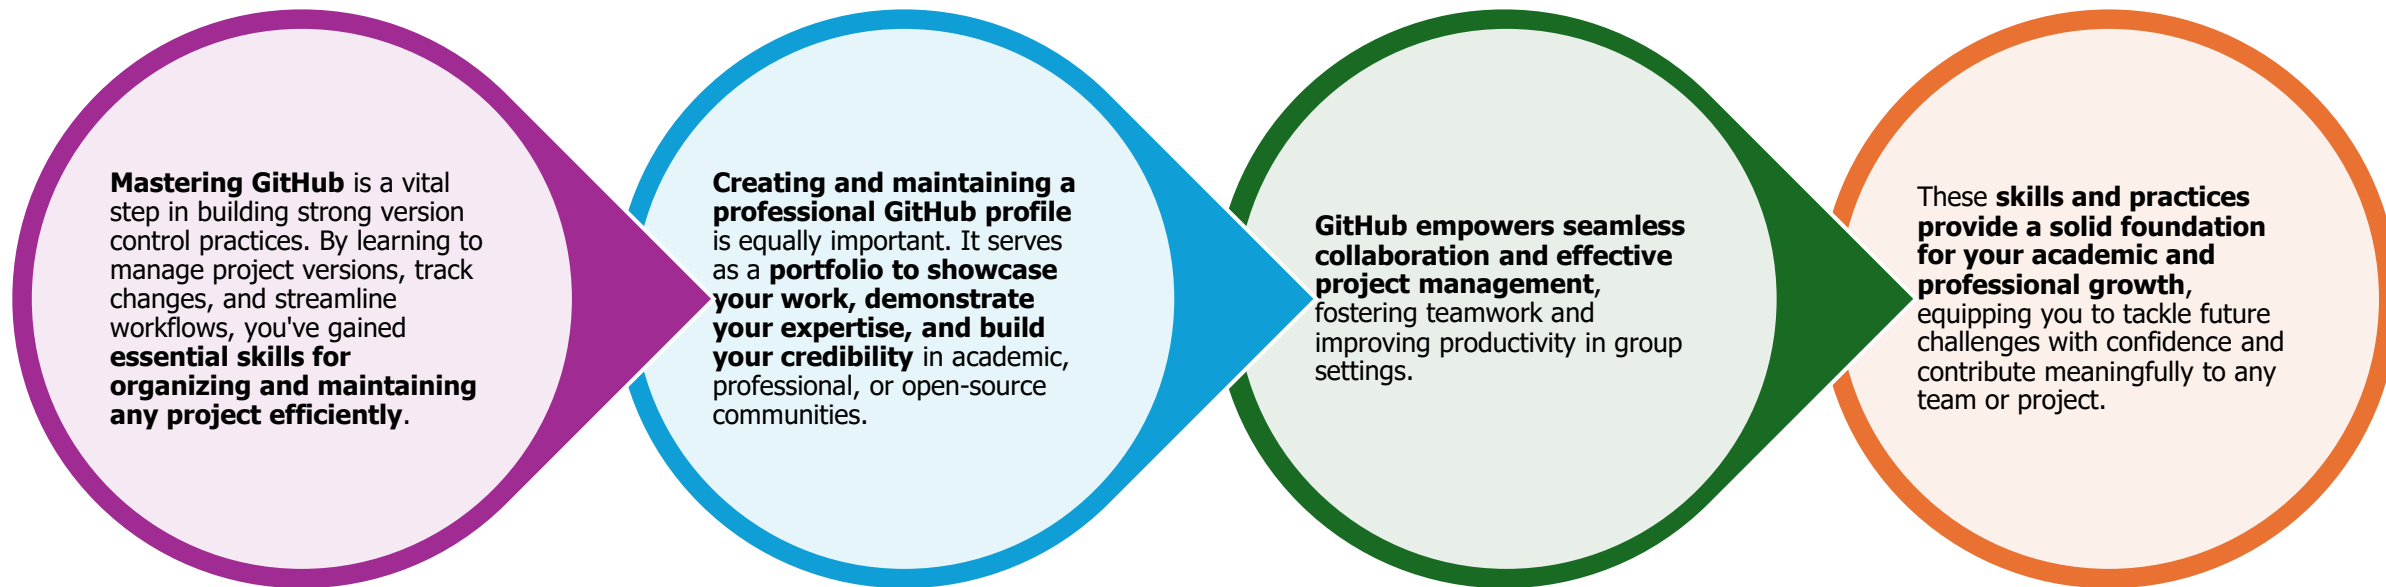 Mastering GitHub is a vital
step in building strong version
control practices. By learning to
manage project versions, track
changes, and streamline
workflows, you've gained
essential skills for
organizing and maintaining
any project efficiently.
Creating and maintaining a
professional GitHub profile
is equally important. It serves
as a portfolio to showcase
your work, demonstrate
your expertise, and build
your credibility in academic,
professional, or open-source
communities.
GitHub empowers seamless
collaboration and effective
project management,
fostering teamwork and
improving productivity in group
settings.
These skills and practices
provide a solid foundation
for your academic and
professional growth,
equipping you to tackle future
challenges with confidence and
contribute meaningfully to any
team or project.